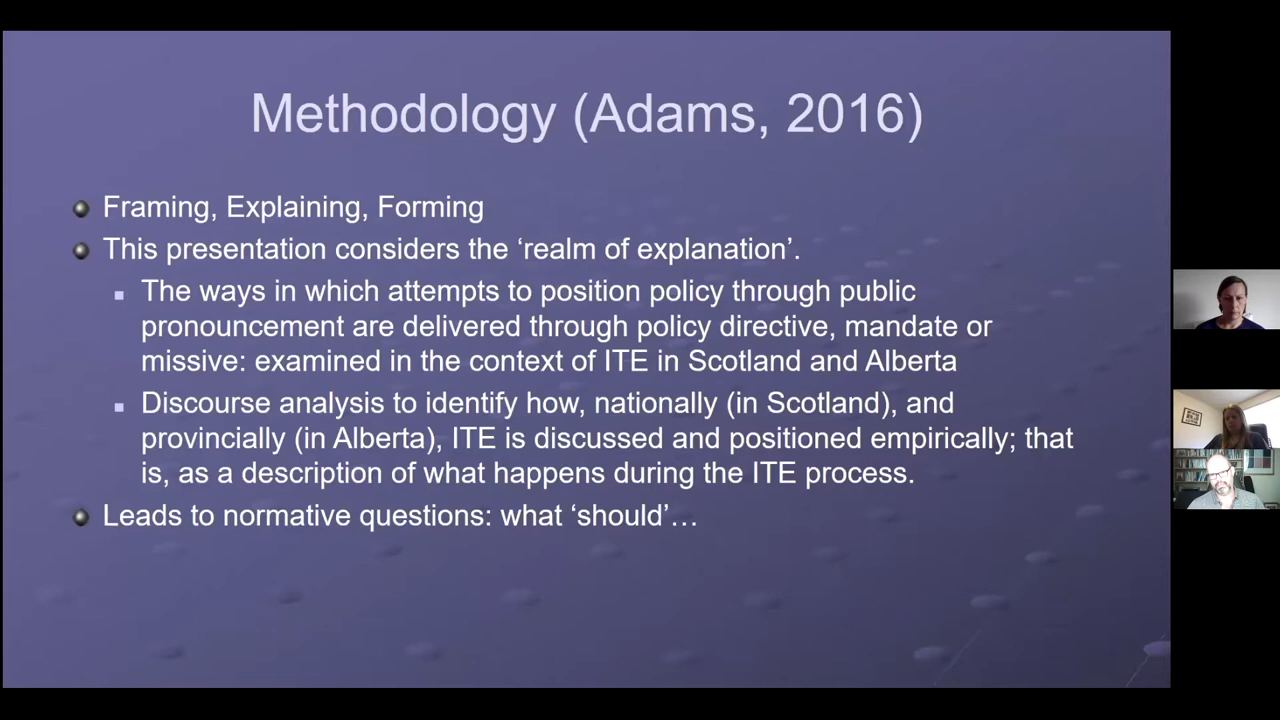 Methodology (Adams, 2016)
Framing, Explaining, Forming
This presentation considers the ‘realm of explanation’.
The ways in which attempts to position policy through public
pronouncement are delivered through policy directive, mandate or
missive: examined in the context of ITE in Scotland and Alberta
Discourse analysis to identify how, nationally (in Scotland), and
provincially (in Alberta), ITE is discussed and positioned empirically; that
is, as a description of what happens during the ITE process.
Leads to normative questions: what ‘should’…